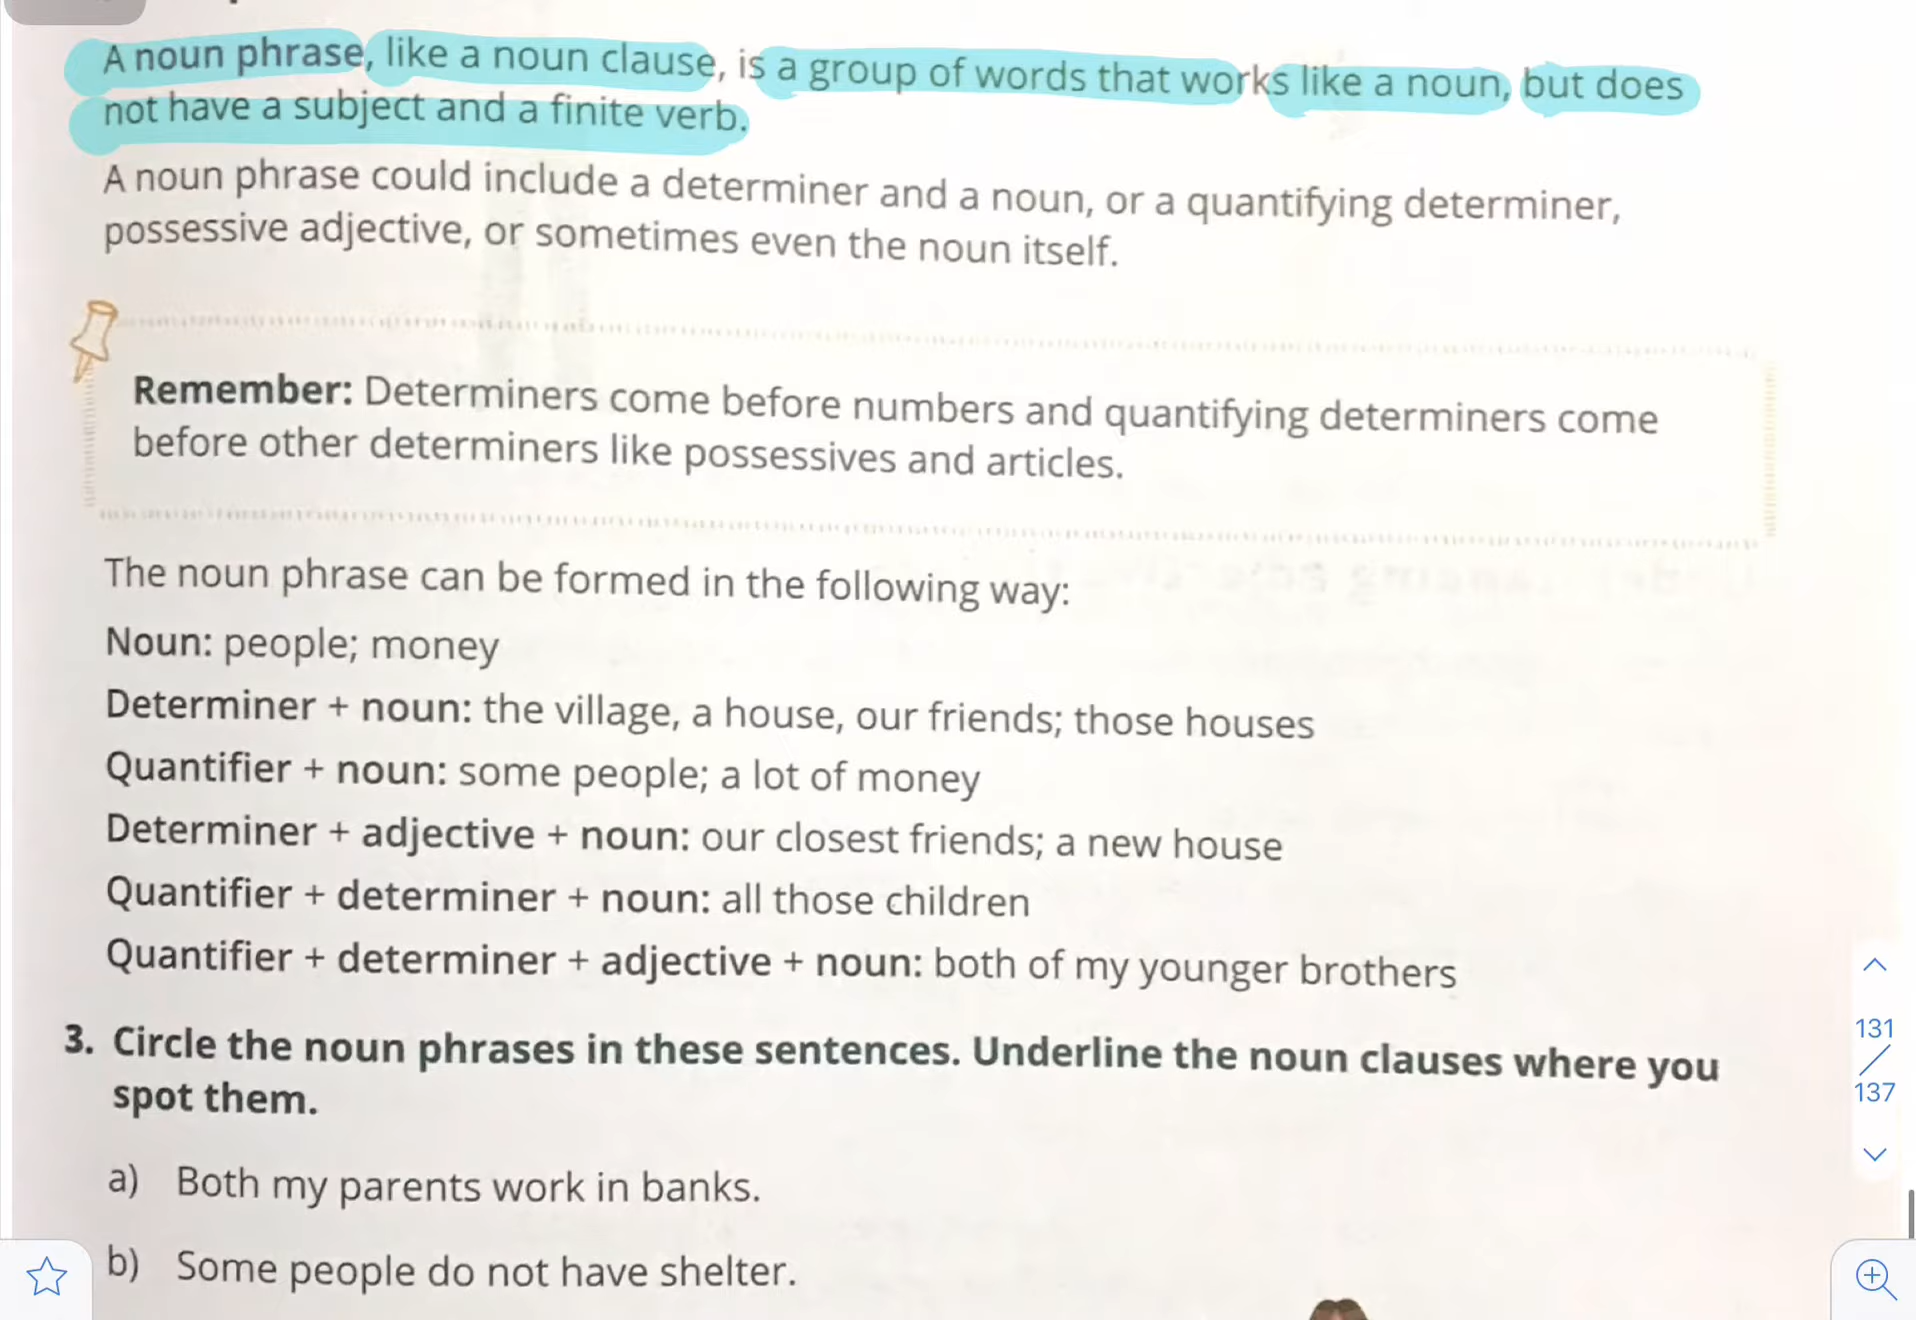 A noun phrase, like a noun clause, is a group of words that works like a noun, but does
not have a subject and a finite verb.
A noun phrase could include a determiner and a noun, or a quantifying determiner,
possessive adjective, or sometimes even the noun itself.
Remember: Determiners come before numbers and quantifying determiners come
before other determiners like possessives and articles.
The noun phrase can be formed in the following way:
Noun: people; money
Determiner + noun: the village, a house, our friends; those houses
Quantifier + noun: some people; a lot of money
Determiner + adjective + noun: our closest friends; a new house
Quantifier + determiner + noun: all those children
Quantifier + determiner + adjective + noun: both of my younger brothers
3. Circle the noun phrases in these sentences. Underline the noun clauses where you
spot them.
a) Both my parents work in banks.
b) Some people do not have shelter.
131
137